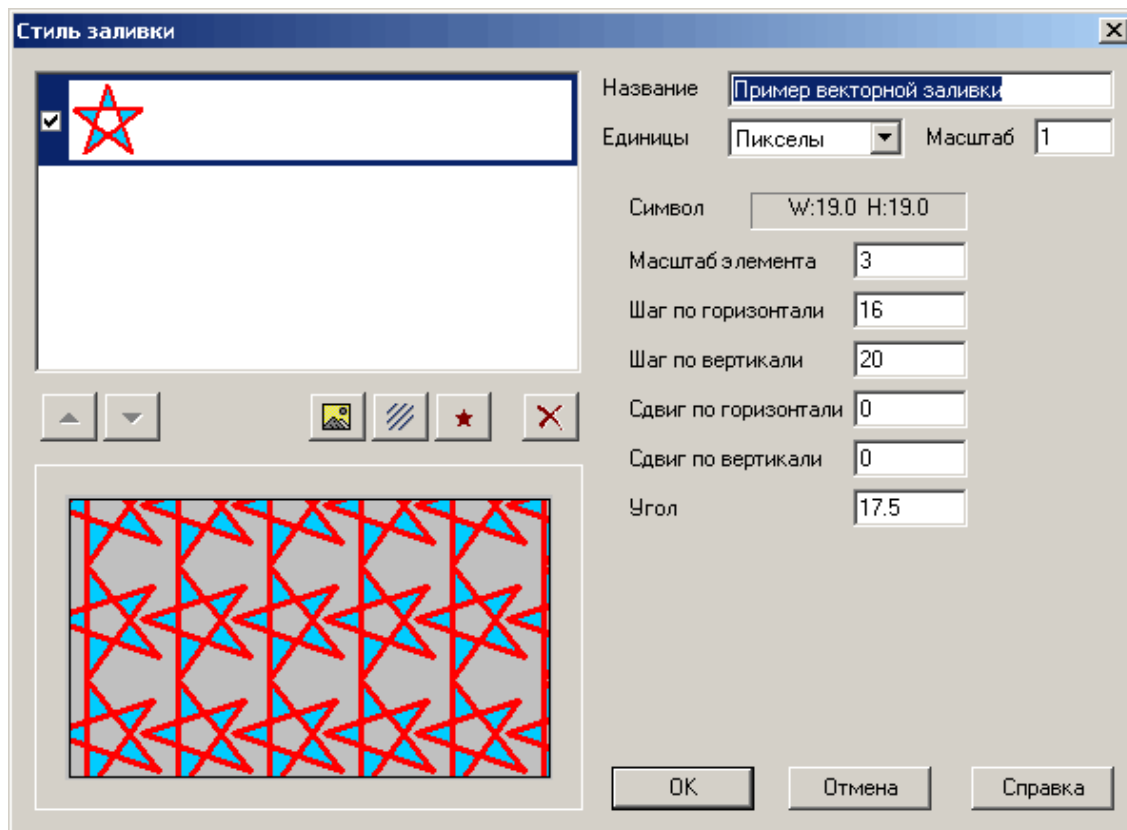 Стиль заливки
Название Пример векторной заливки
Единицы Пикселы Масштаб 1
Символ W:19.0 H:19.0
Масштаб элемента 3
Шаг по горизонтали 16
Шаг по вертикали 20
Сдвиг по горизонтали 0
Сдвиг по вертикали 0
Угол 17.5
OK Отмена Справка